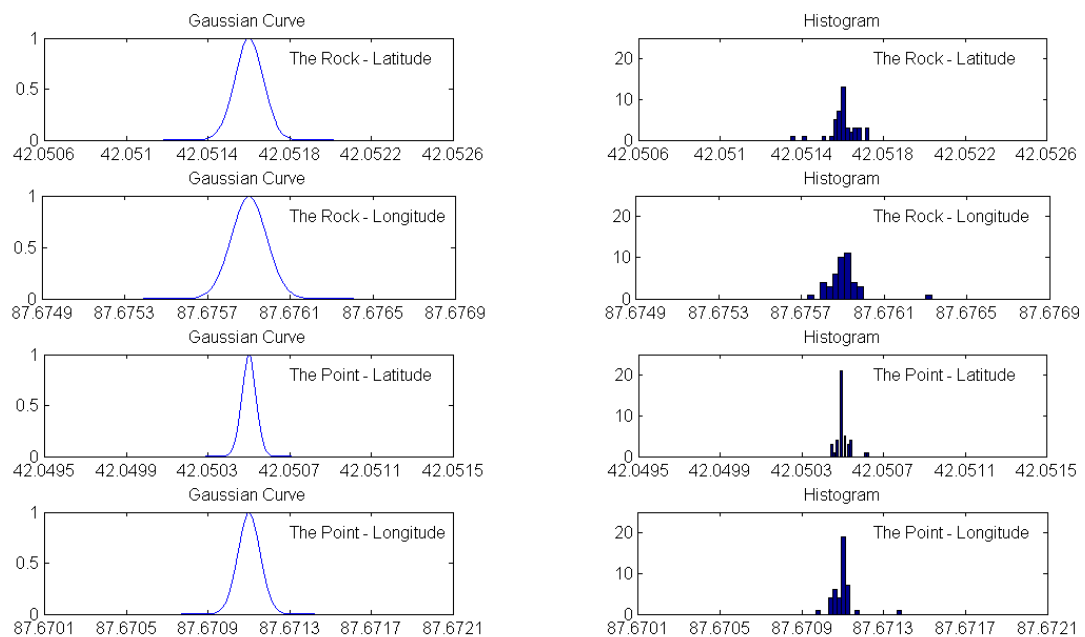 Gaussian Curve
Histogram
1
0.5
0
The Rock - Latitude
42.0506 42.051 42.0514 42.0518 42.0522 42.0526
20
10
0
The Rock - Latitude
42.0506 42.051 42.0514 42.0518 42.0522 42.0526
Gaussian Curve
Histogram
1
0.5
0
The Rock - Longitude
87.6749 87.6753 87.6757 87.6761 87.6765 87.6769
20
10
0
The Rock - Longitude
87.6749 87.6753 87.6757 87.6761 87.6765 87.6769
Gaussian Curve
Histogram
1
0.5
0
The Point - Latitude
42.0495 42.0499 42.0503 42.0507 42.0511 42.0515
20
10
0
The Point - Latitude
42.0495 42.0499 42.0503 42.0507 42.0511 42.0515
Gaussian Curve
Histogram
1
0.5
0
The Point - Longitude
87.6701 87.6705 87.6709 87.6713 87.6717 87.6721
20
10
0
The Point - Longitude
87.6701 87.6705 87.6709 87.6713 87.6717 87.6721